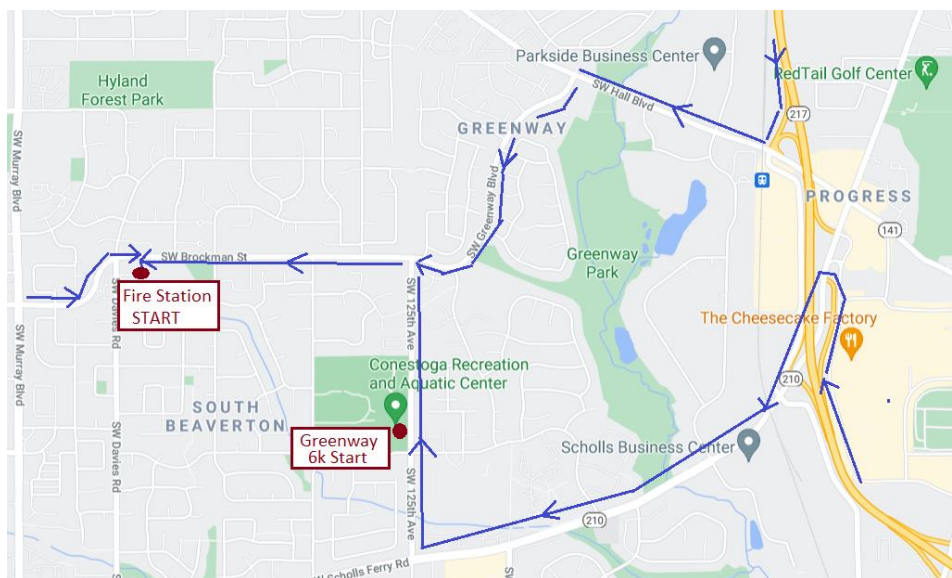 Parkside Business Center
Hyland
Forest Park
RedTail Golf Center
SW Hall Blvd
217
GREENWAY
SW Murray Blvd
PROGRESS
SW Greenway Blvd
141
SW Brockman St
Greenway
Park
Fire Station
START
SW Davies Rd
SW 125th Ave
The Cheesecake Factory
Conestoga Recreation
and Aquatic Center
210
SW Murray Blvd
SOUTH
BEAVERTON
Greenway
6k Start
Scholls Business Center
SW Davies Rd
SW 125th Ave
210
W Scholls Ferry Rd